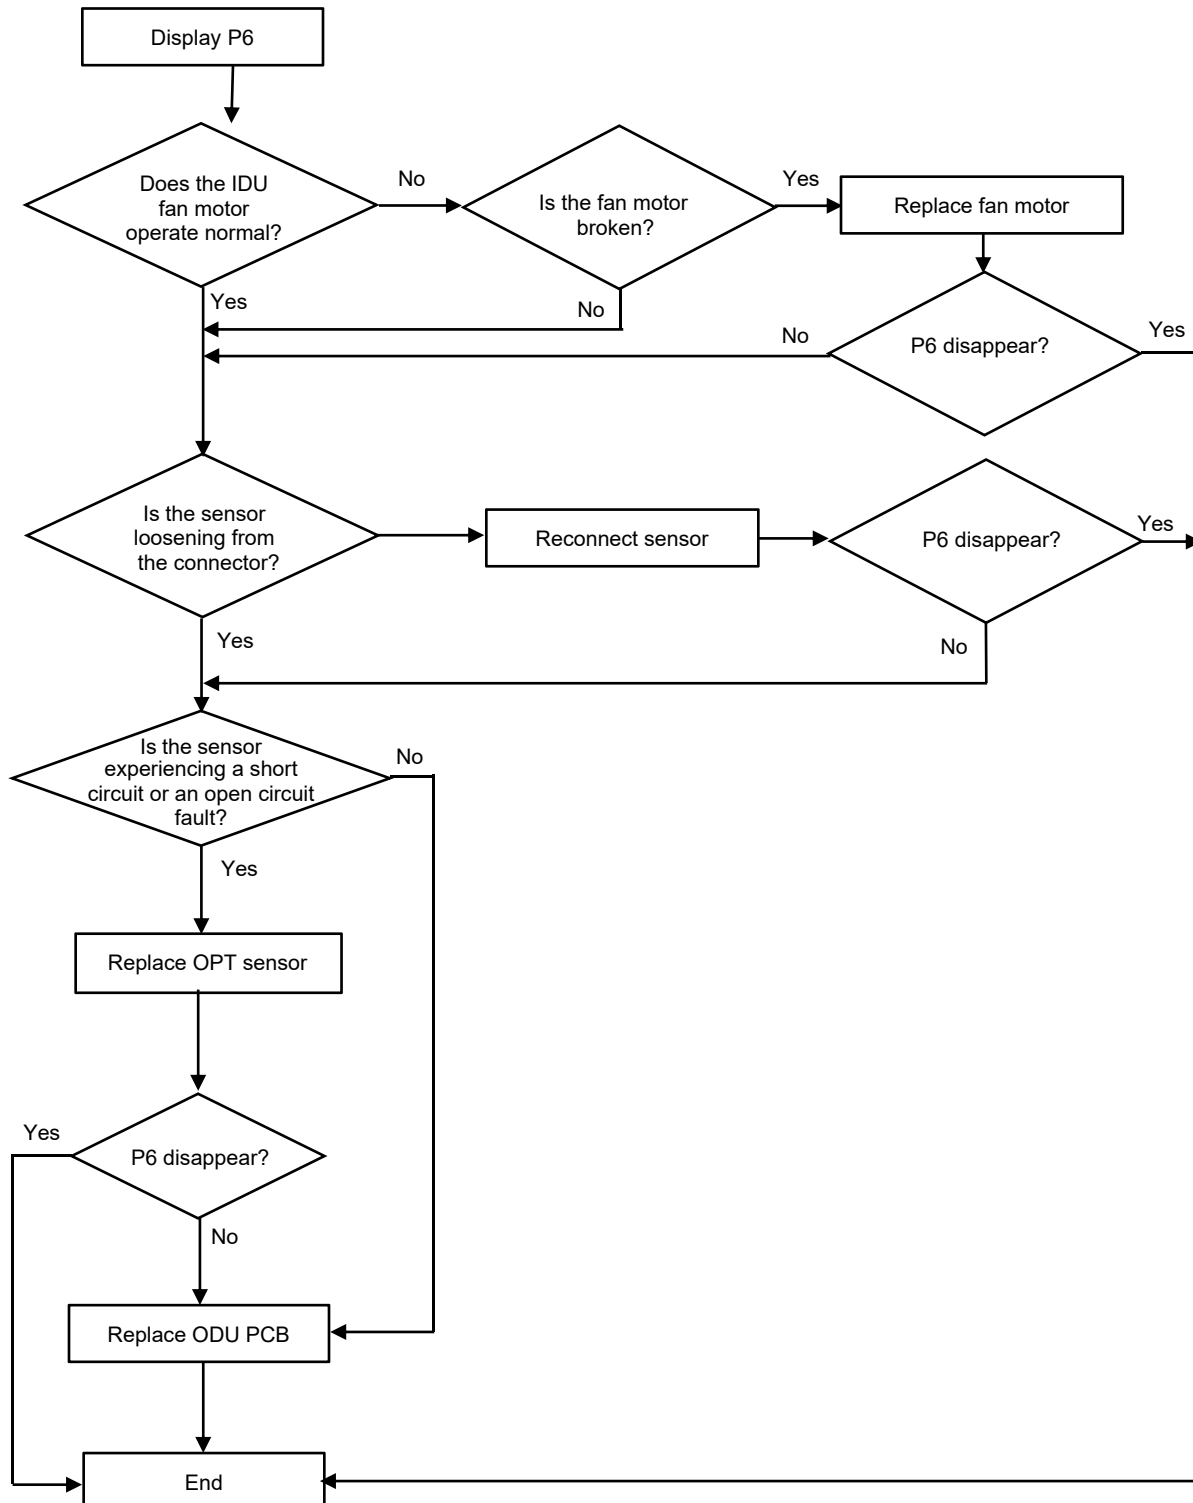 Display P6
Does the IDU
fan motor
operate normal?
No
Is the fan motor
broken?
Yes
Replace fan motor
Yes
No
No
P6 disappear?
Yes
Is the sensor
loosening from
the connector?
Reconnect sensor
P6 disappear?
Yes
Yes
No
Is the sensor
experiencing a short
circuit or an open circuit
fault?
No
Yes
Replace OPT sensor
Yes
P6 disappear?
No
Replace ODU PCB
End